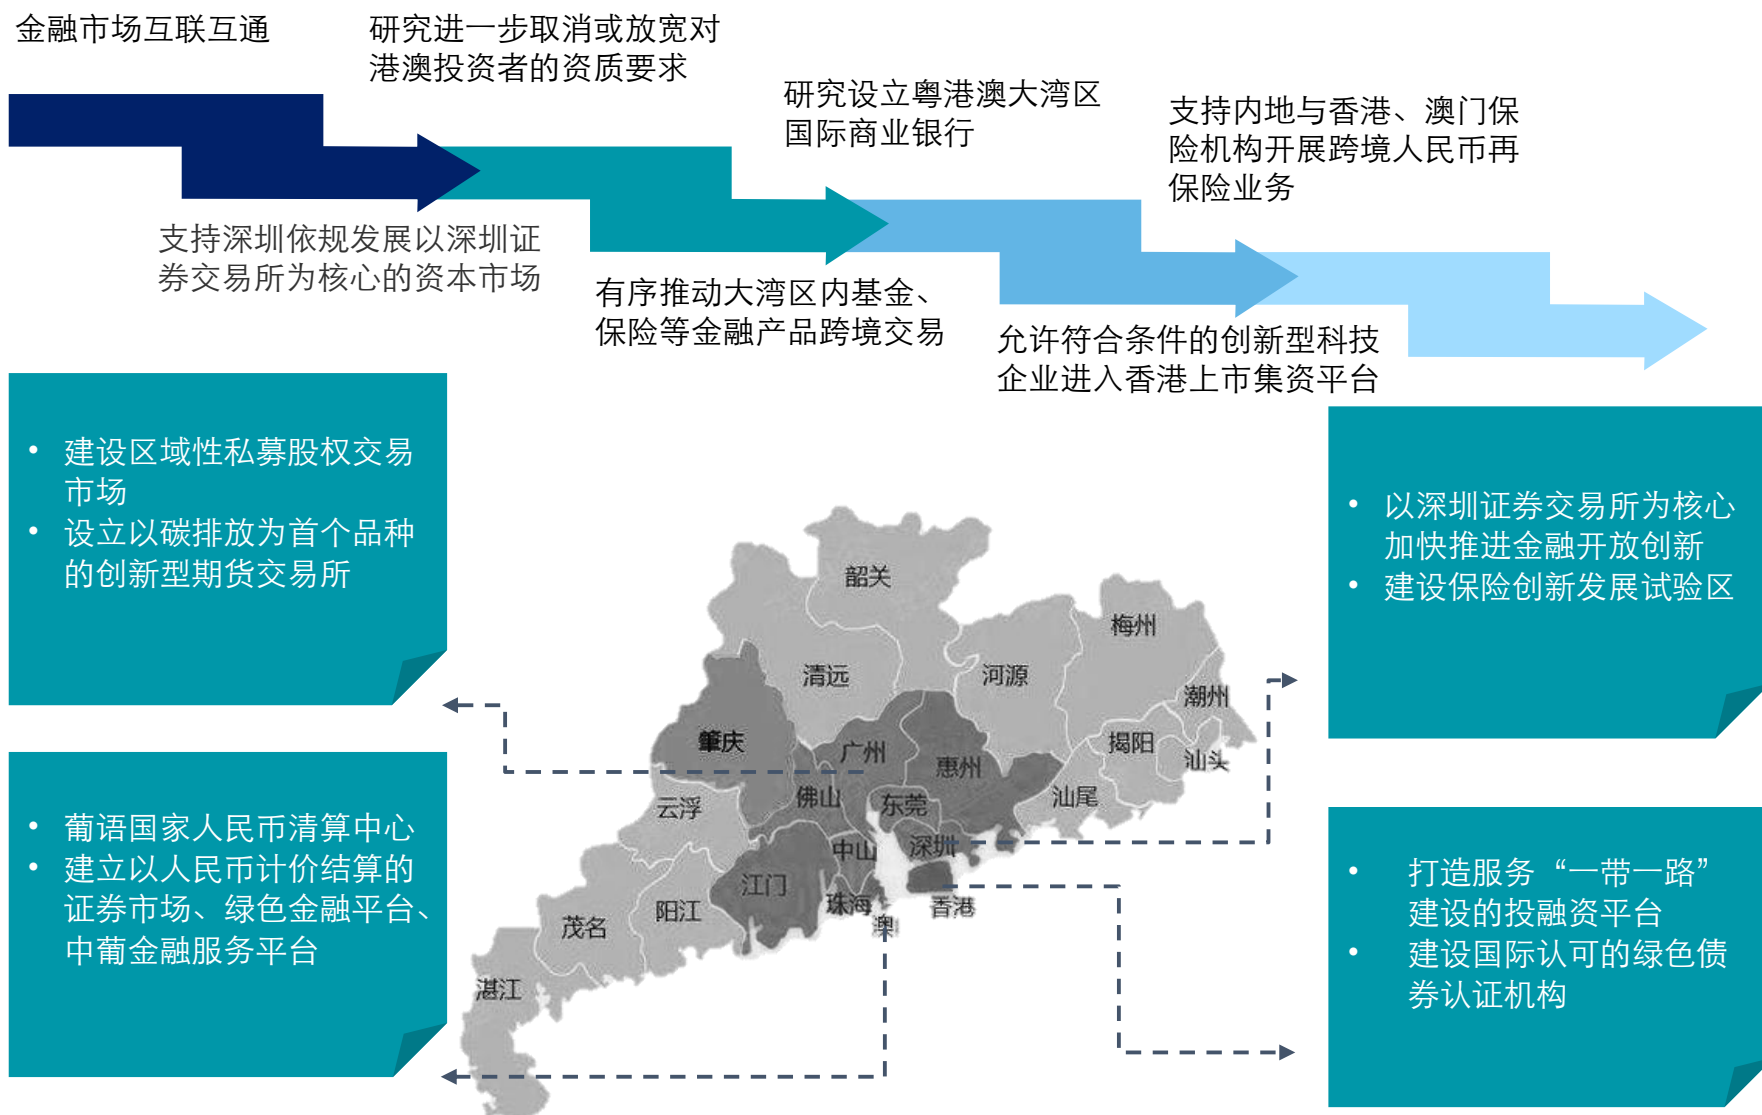 金融市场互联互通
研究进一步取消或放宽对
港澳投资者的资质要求
研究设立粤港澳大湾区
国际商业银行
支持内地与香港、澳门保
险机构开展跨境人民币再
保险业务
支持深圳依规发展以深圳证
券交易所为核心的资本市场
有序推动大湾区内基金、
保险等金融产品跨境交易
允许符合条件的创新型科技
企业进入香港上市集资平台
• 建设区域性私募股权交易
市场
• 设立以碳排放为首个品种
的创新型期货交易所
• 以深圳证券交易所为核心
加快推进金融开放创新
• 建设保险创新发展试验区
• 葡语国家人民币清算中心
• 建立以人民币计价结算的
证券市场、绿色金融平台、
中葡金融服务平台
• 打造服务“一带一路”
建设的投融资平台
• 建设国际认可的绿色债
券认证机构
韶关
梅州
清远
河源
潮州
肇庆
广州
惠州
揭阳
汕头
云浮
佛山
东莞
汕尾
中山
深圳
江门
珠海
香港
阳江
茂名
澳
湛江